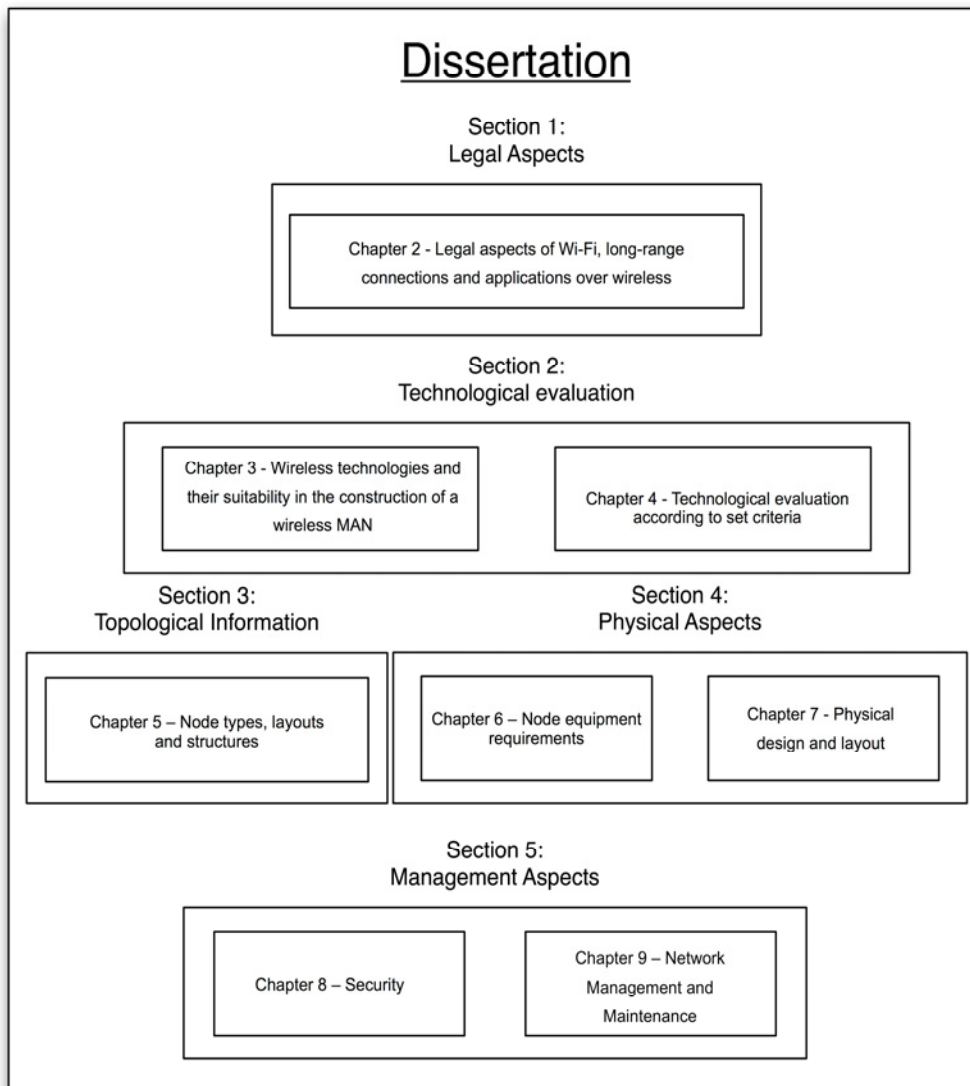 Dissertation
Section 1:
Legal Aspects
Chapter 2 - Legal aspects of Wi-Fi, long-range
connections and applications over wireless
Section 2:
Technological evaluation
Chapter 3 - Wireless technologies and
their suitability in the construction of a
wireless MAN
Chapter 4 - Technological evaluation
according to set criteria
Section 3:
Topological Information
Chapter 5 – Node types, layouts
and structures
Section 4:
Physical Aspects
Chapter 6 – Node equipment
requirements
Chapter 7 - Physical
design and layout
Section 5:
Management Aspects
Chapter 8 – Security
Chapter 9 – Network
Management and
Maintenance